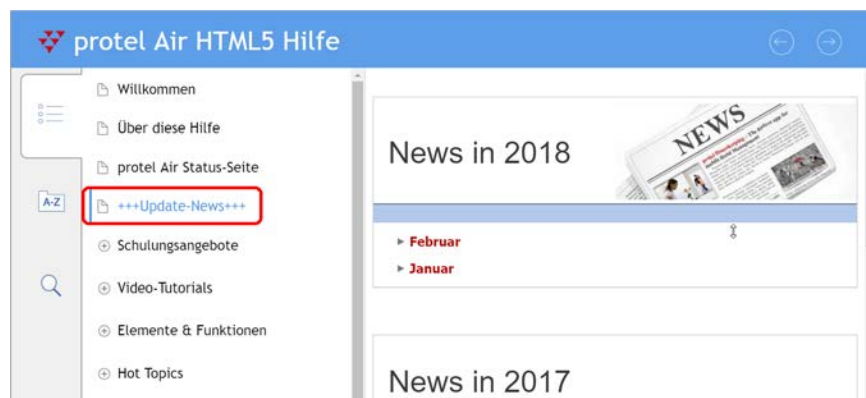 protel Air HTML5 Hilfe
Willkommen
Über diese Hilfe
protel Air Status-Seite
+++Update-News+++
A-Z
Schulungsangebote
Video-Tutorials
Elemente & Funktionen
Hot Topics
News in 2018
NEWS
Februar
Januar
News in 2017